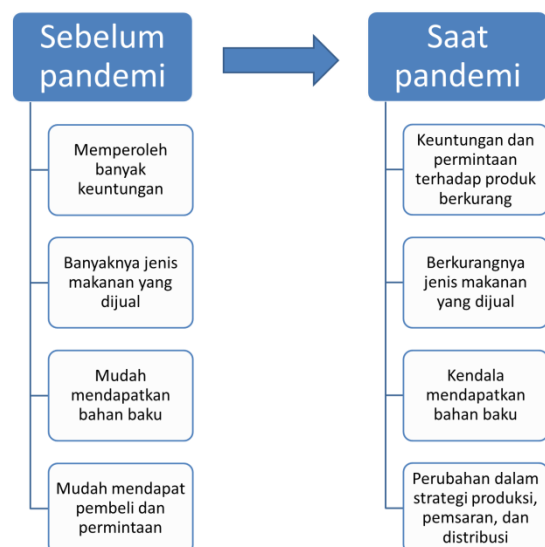 Sebelum
pandemi
Memperoleh
banyak
keuntungan
Banyaknya jenis
makanan yang
dijual
Mudah
mendapatkan
bahan baku
Mudah mendapat
pembeli dan
permintaan
Saat
pandemi
Keuntungan dan
permintaan
terhadap produk
berkurang
Berkurangnya
jenis makanan
yang dijual
Kendala
mendapatkan
bahan baku
Perubahan dalam
strategi produksi,
pemsaran, dan
distribusi